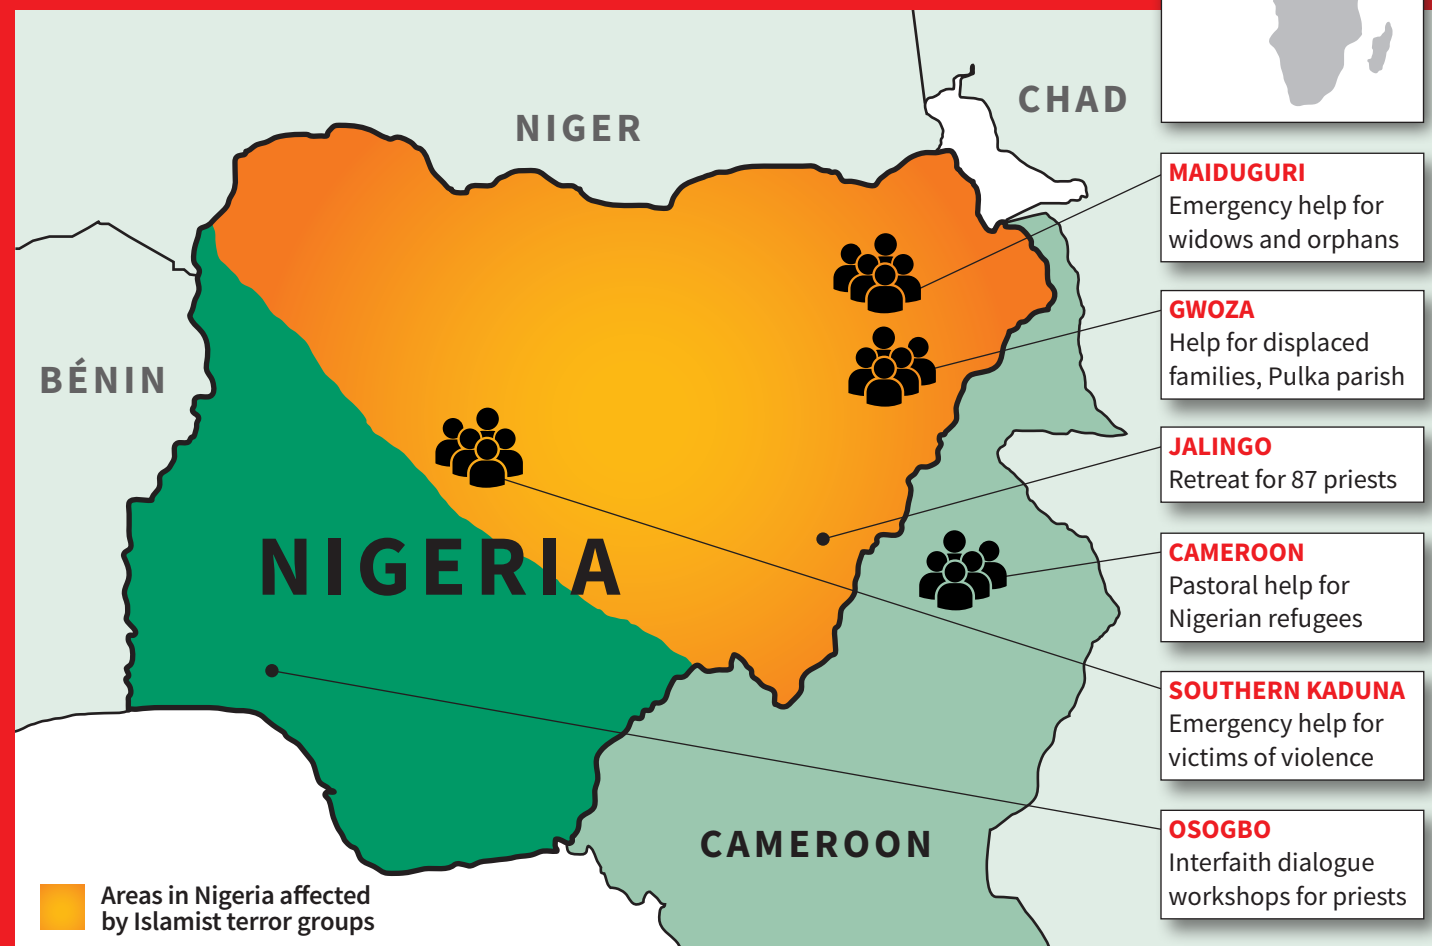 NIGER
CHAD
BÉNIN
NIGERIA
CAMEROON
MAIDUGURI
Emergency help for
widows and orphans
GWOZA
Help for displaced
families, Pulka parish
JALINGO
Retreat for 87 priests
CAMEROON
Pastoral help for
Nigerian refugees
SOUTHERN KADUNA
Emergency help for
victims of violence
OSOGBO
Interfaith dialogue
workshops for priests
Areas in Nigeria affected
by Islamist terror groups